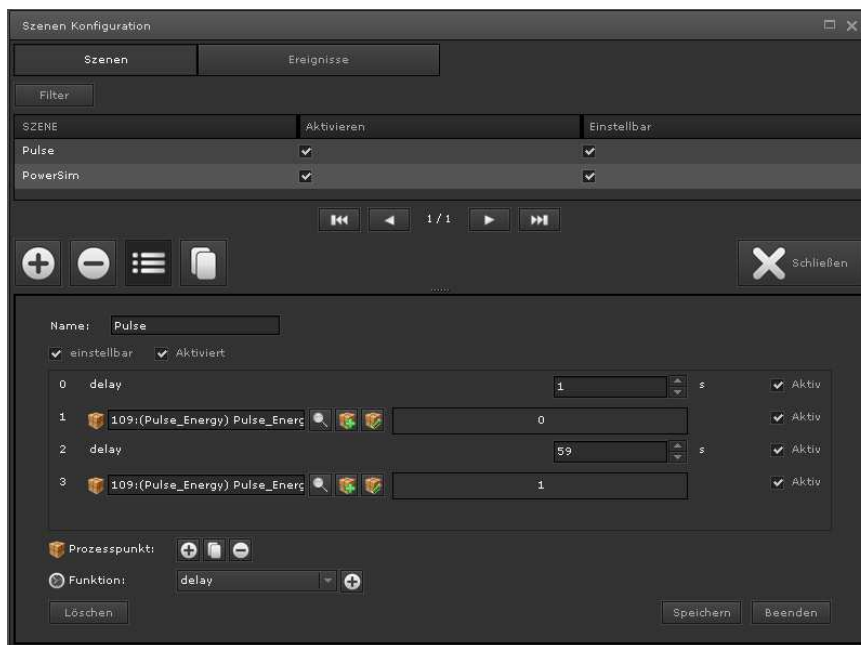 Szenen Konfiguration
Szenen Ereignisse
Filter
SZENE Aktivieren Einstellbar
Pulse
PowerSim
1/1
Schließen
Name: Pulse
einstellbar Aktiviert
0 delay 1 s Aktiv
1 109:(Pulse_Energy) Pulse_Energ 0 Aktiv
2 delay 59 s Aktiv
3 109:(Pulse_Energy) Pulse_Energ 1 Aktiv
Prozesspunkt:
Funktion: delay
Löschen Speichern Beenden